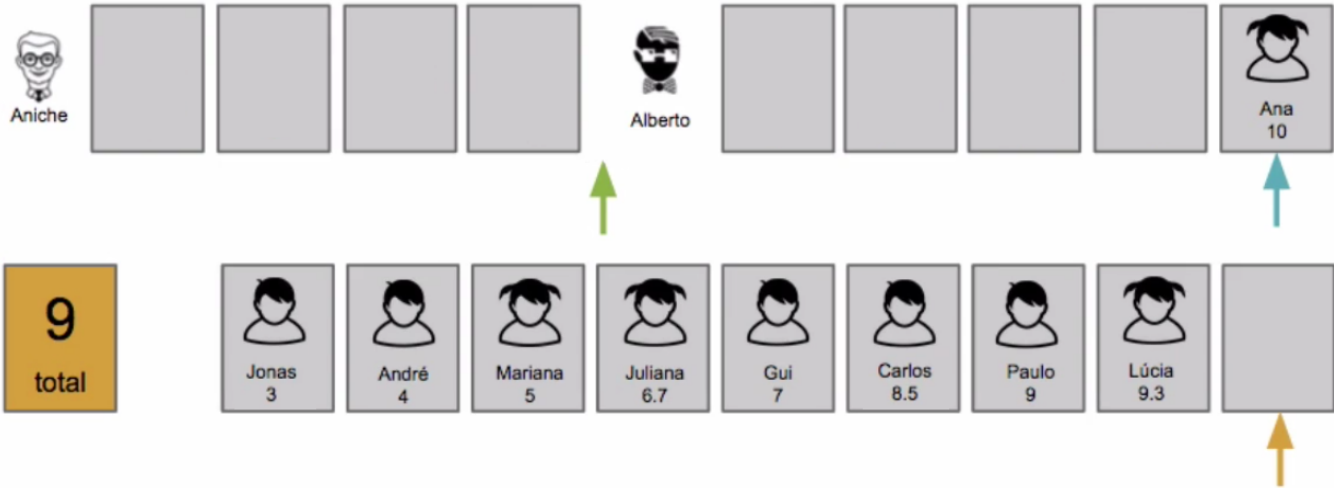 Aniche
Alberto
Ana
10
9
total
Jonas
3
André
4
Mariana
5
Juliana
6.7
Gui
7
Carlos
8.5
Paulo
9
Lúcia
9.3